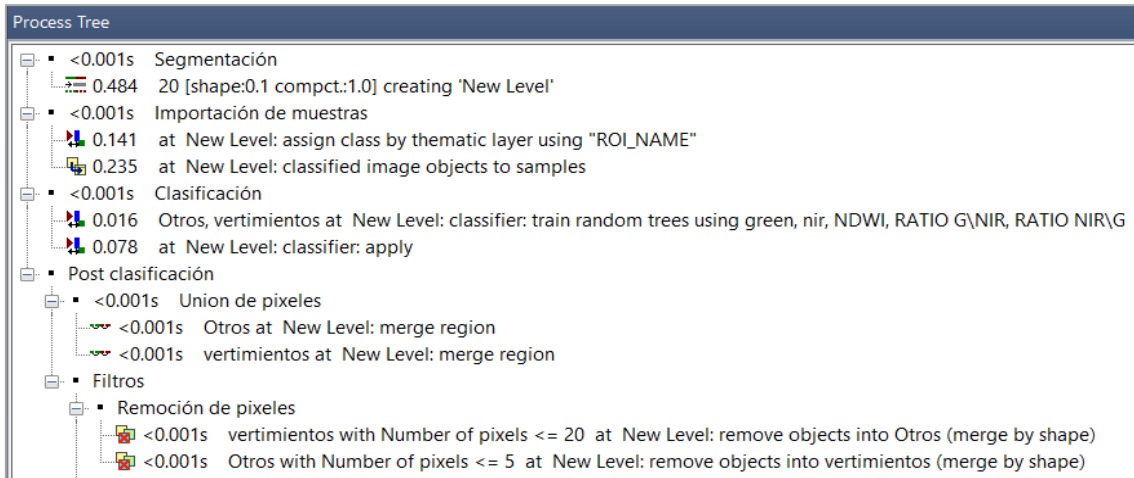 Process Tree
<0.001s Segmentación
0.484 20 [shape:0.1 compct.:1.0] creating 'New Level'
<0.001s Importación de muestras
0.141 at New Level: assign class by thematic layer using "ROI_NAME"
0.235 at New Level: classified image objects to samples
<0.001s Clasificación
0.016 Otros, vertimientos at New Level: classifier: train random trees using green, nir, NDWI, RATIO G\NIR, RATIO NIR\G
0.078 at New Level: classifier: apply
Post clasificación
<0.001s Union de pixeles
<0.001s Otros at New Level: merge region
<0.001s vertimientos at New Level: merge region
Filtros
Remoción de pixeles
<0.001s vertimientos with Number of pixels <= 20 at New Level: remove objects into Otros (merge by shape)
<0.001s Otros with Number of pixels <= 5 at New Level: remove objects into vertimientos (merge by shape)